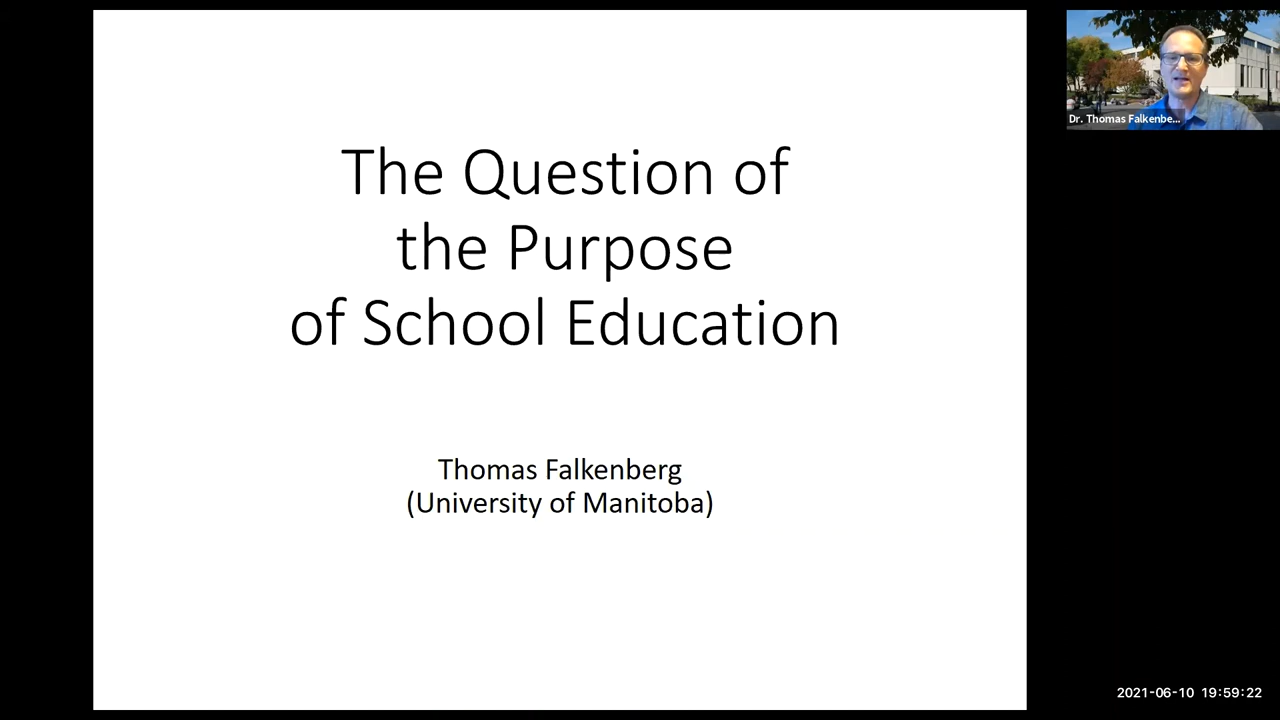 The Question of
the Purpose
of School Education
Thomas Falkenberg
(University of Manitoba)
Dr. Thomas Falkenbe...
2021-06-10 19:59:22